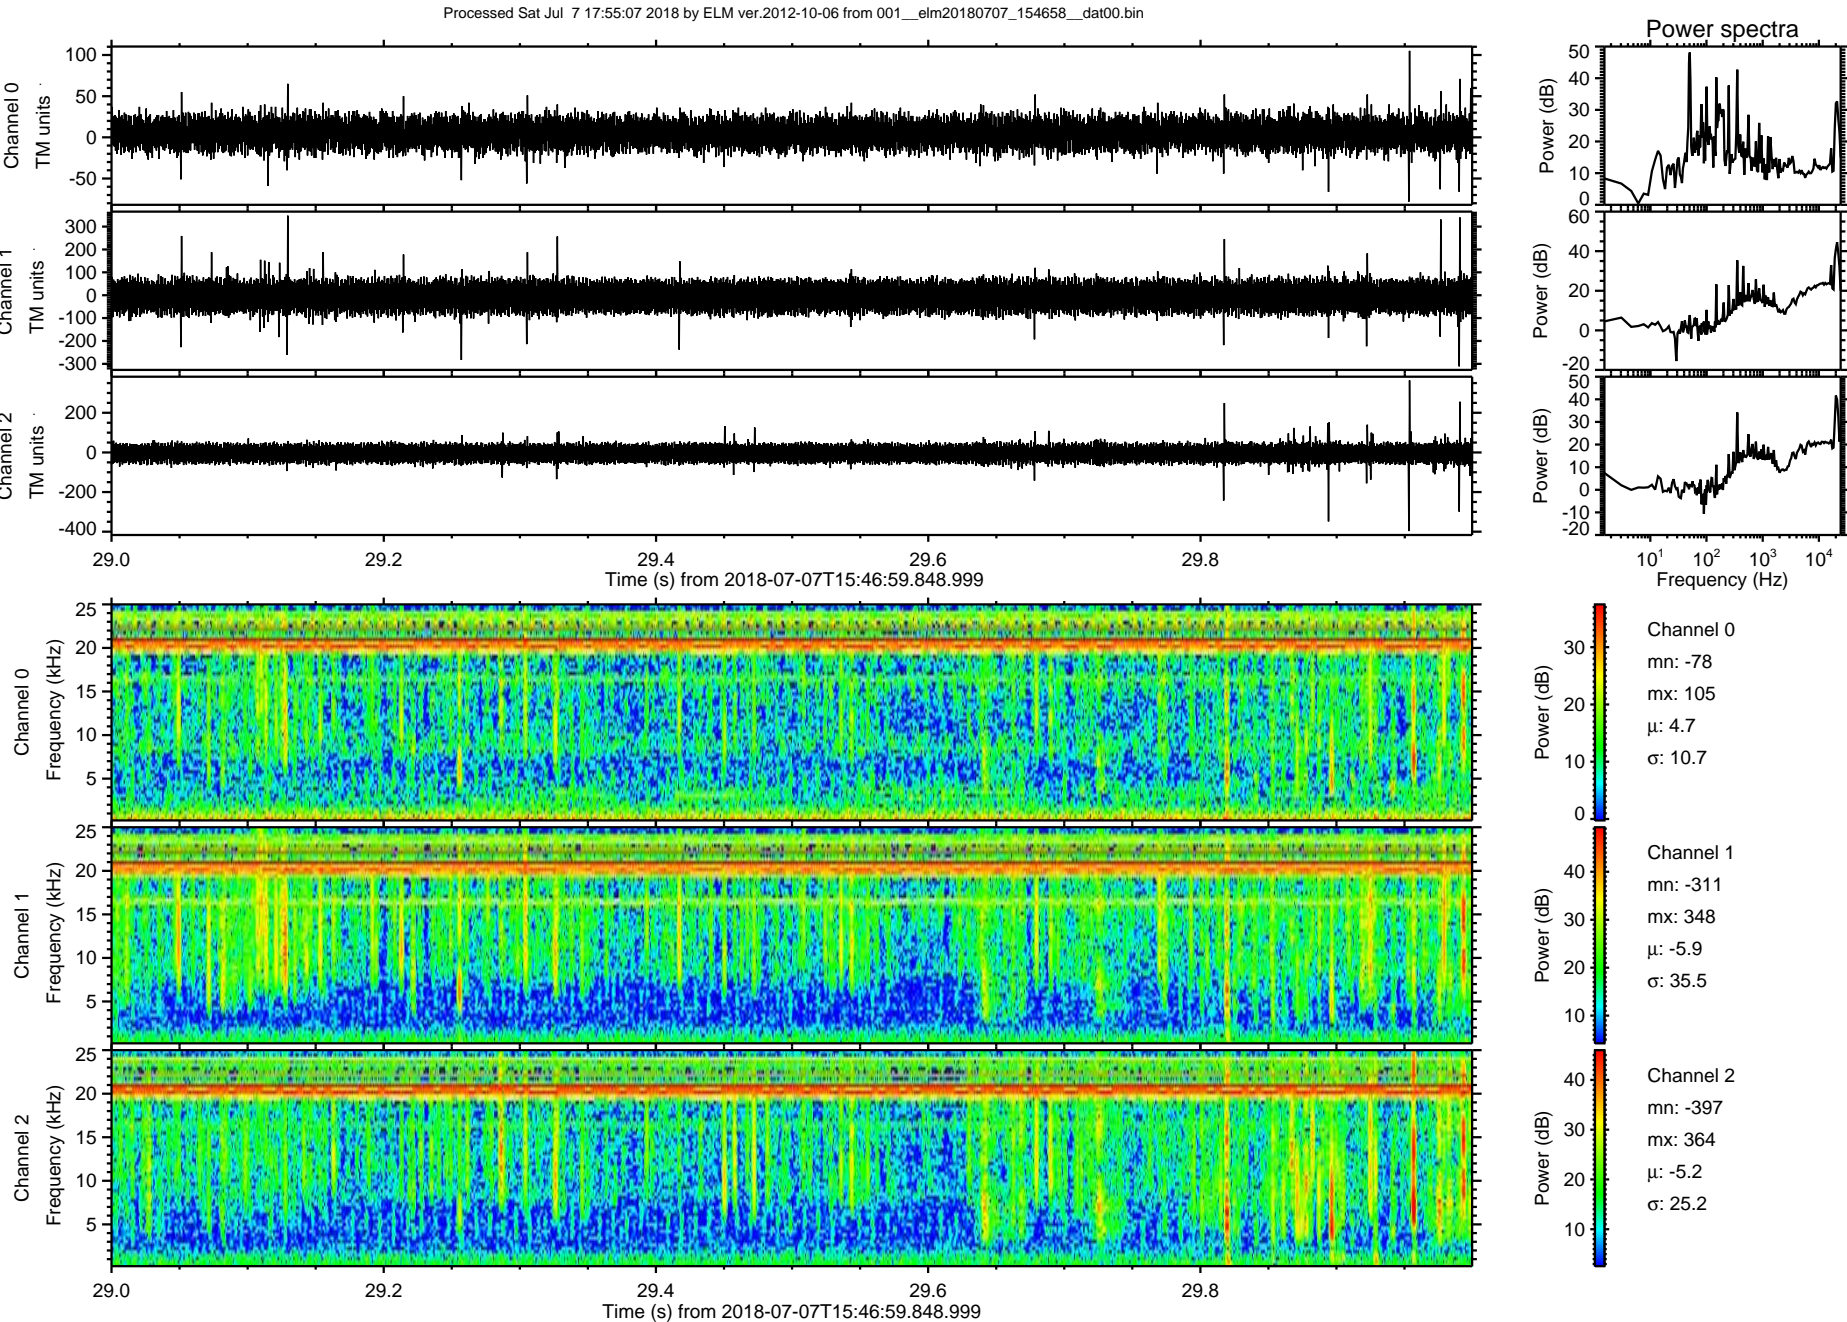 Processed Sat Jul 7 17:55:07 2018 by ELM ver.2012-10-06 from 001__elm20180707_154658__dat00.bin
Power spectra
Channel 0
TM units
100
50
0
-50
Power (dB)
50
40
30
20
10
0
Channel 1
TM units
300
200
100
0
-100
-200
-300
Power (dB)
60
40
20
0
-20
Channel 2
TM units
200
0
-200
-400
Power (dB)
50
40
30
20
10
0
-10
-20
29.0 29.2 29.4 29.6 29.8
Time (s) from 2018-07-07T15:46:59.848.999
10¹ 10² 10³ 10⁴
Frequency (Hz)
Channel 0
Frequency (kHz)
25
20
15
10
5
Power (dB)
30
20
10
0
Channel 0
mn: -78
mx: 105
μ: 4.7
σ: 10.7
Channel 1
Frequency (kHz)
25
20
15
10
5
Power (dB)
40
30
20
10
Channel 1
mn: -311
mx: 348
μ: -5.9
σ: 35.5
Channel 2
Frequency (kHz)
25
20
15
10
5
Power (dB)
40
30
20
10
Channel 2
mn: -397
mx: 364
μ: -5.2
σ: 25.2
29.0 29.2 29.4 29.6 29.8
Time (s) from 2018-07-07T15:46:59.848.999